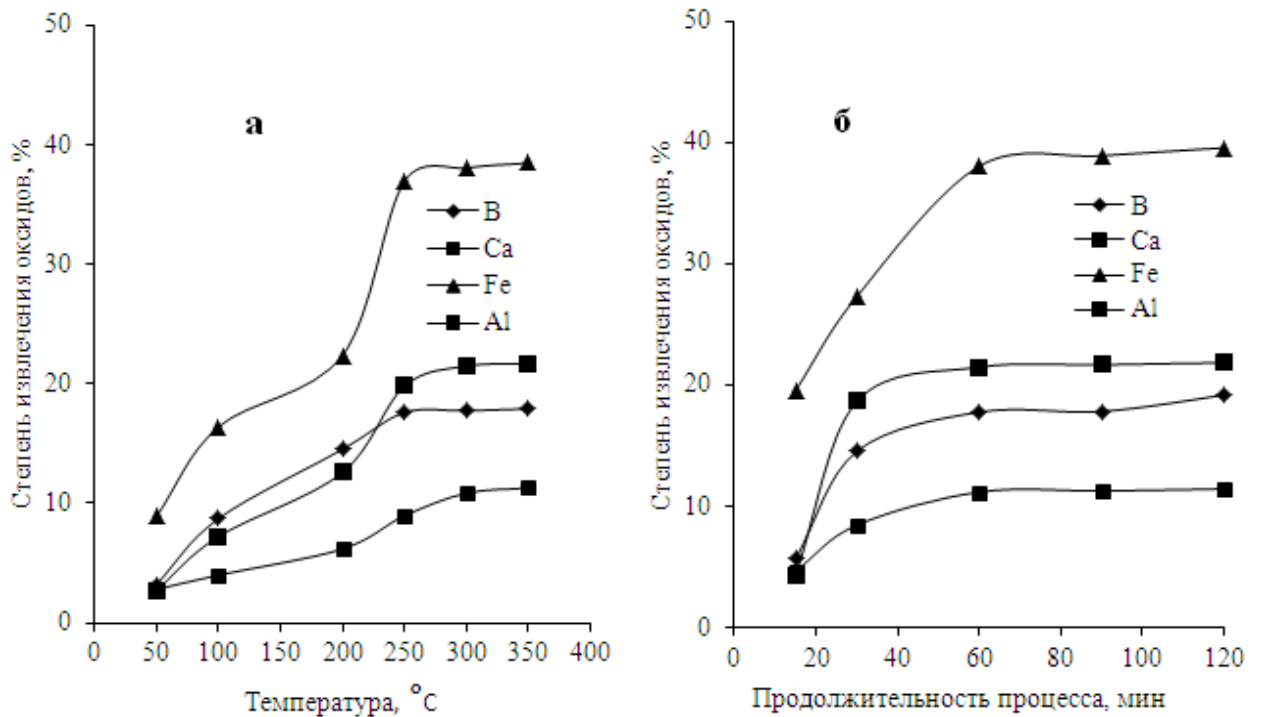 50
40
30
20
10
0
Степень извлечения оксидов, %
а
B
Ca
Fe
Al
0 50 100 150 200 250 300 350 400
Температура, °C
50
40
30
20
10
0
Степень извлечения оксидов, %
б
B
Ca
Fe
Al
0 20 40 60 80 100 120
Продолжительность процесса, мин